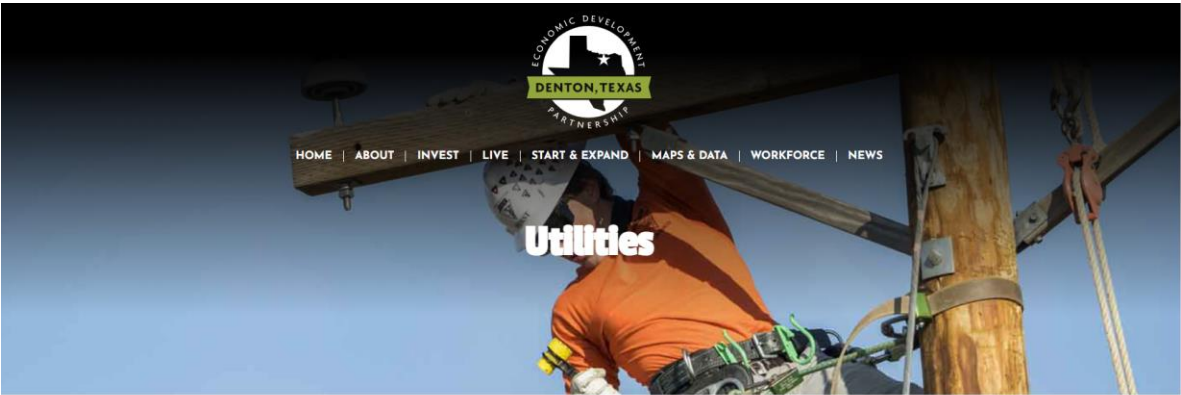 ECONOMIC DEVELOPMENT
DENTON, TEXAS
PARTNERSHIP
HOME | ABOUT | INVEST | LIVE | START & EXPAND | MAPS & DATA | WORKFORCE | NEWS
Utilities